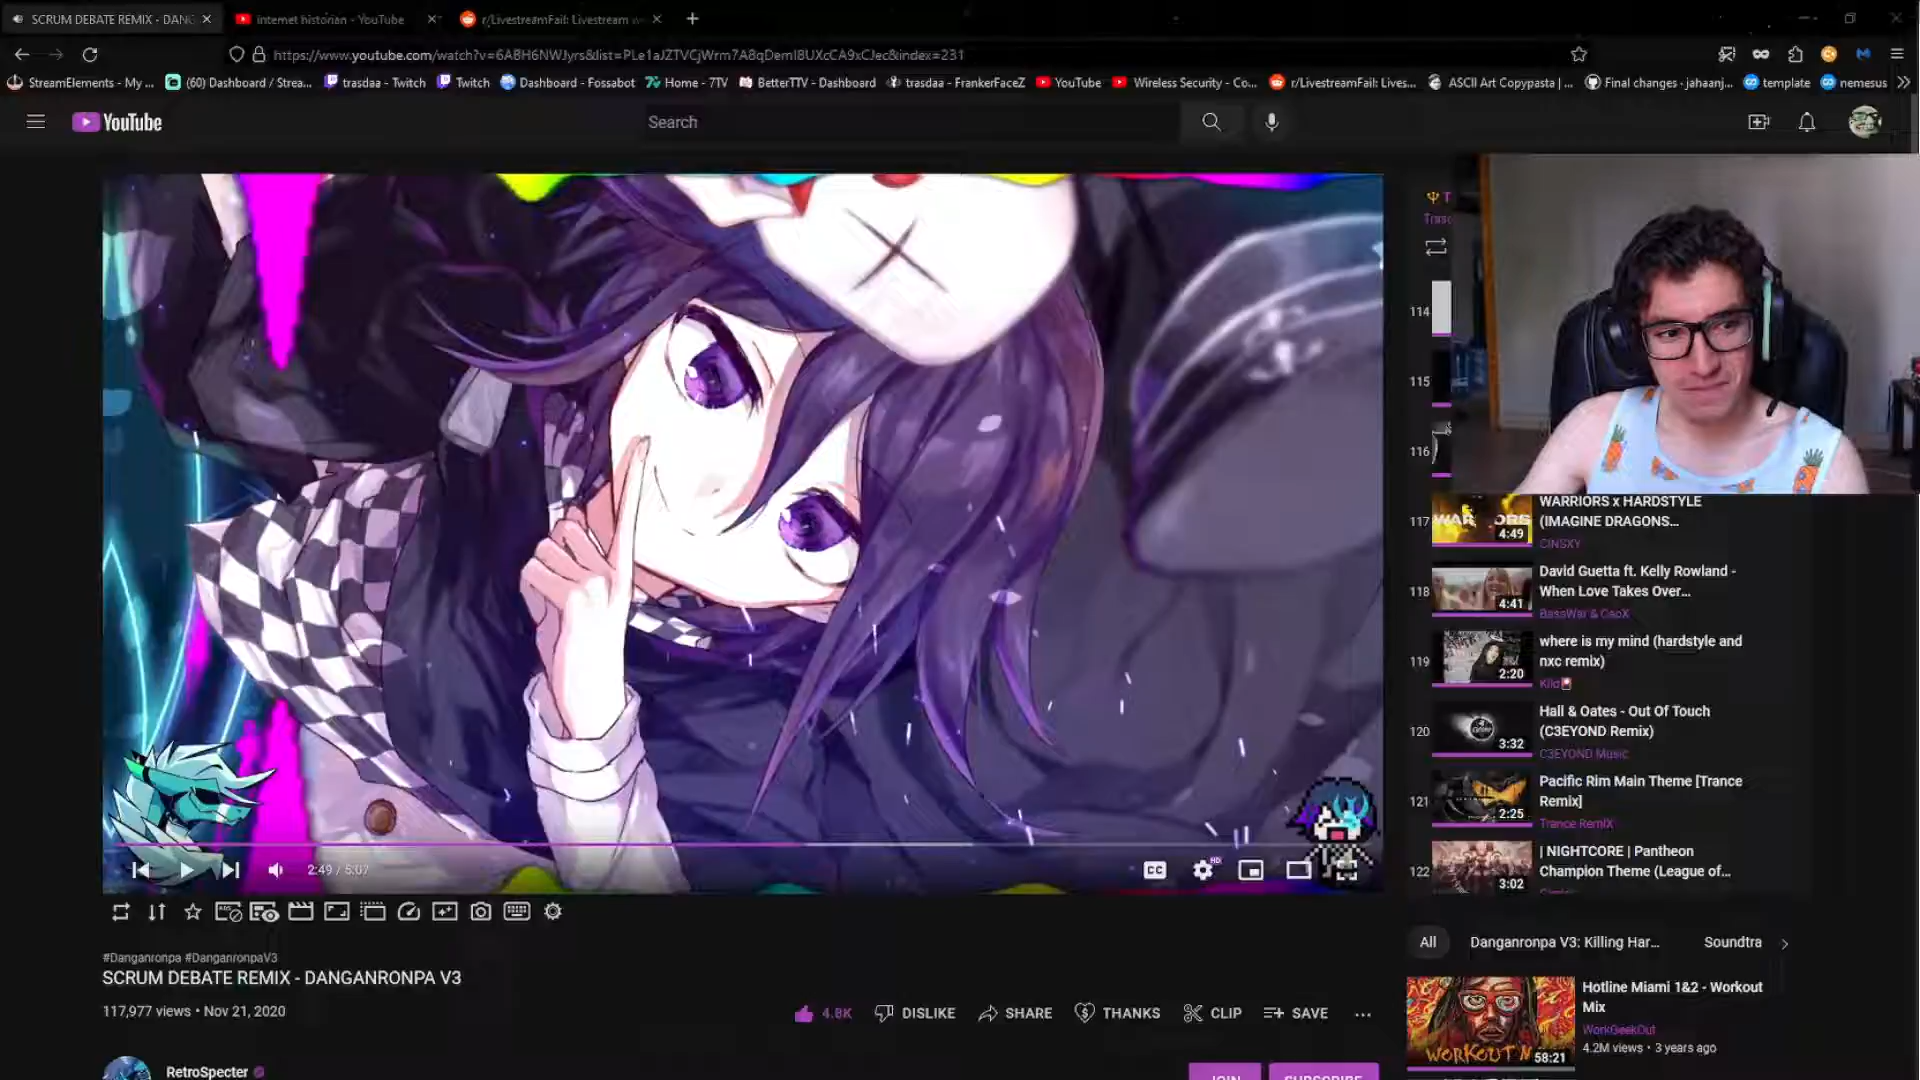 SCRUM DEBATE REMIX - DANG
internet historian - YouTube
r/LivestreamFail: Livestream w
https://www.youtube.com/watch?v=6A8H6NWJyrs&list=PLe1aJZTVCjWrm7A8qDemI8UXcCA9xCJec&index=231
StreamElements - My ...
(60) Dashboard / Strea...
trasdaa - Twitch
Twitch
Dashboard - Fossabot
Home - 7TV
BetterTTV - Dashboard
trasdaa - FrankerFaceZ
YouTube
Wireless Security - Co...
r/LivestreamFail: Lives...
ASCII Art Copypasta | ...
Final changes · jahaanj...
template
nemesus
YouTube
Search
T
Trasd
114
115
116
117
WARRIORS
4:49
WARRIORS x HARDSTYLE
(IMAGINE DRAGONS...
CINSXY
118
4:41
David Guetta ft. Kelly Rowland -
When Love Takes Over...
BassWar & CaoX
119
2:20
where is my mind (hardstyle and
nxc remix)
120
3:32
Hall & Oates - Out Of Touch
(C3EYOND Remix)
C3EYOND Music
121
2:25
Pacific Rim Main Theme [Trance
Remix]
Trance RemiX
122
3:02
| NIGHTCORE | Pantheon
Champion Theme (League of...
2:49 / 5:07
CC
HD
#Danganronpa #DanganronpaV3
SCRUM DEBATE REMIX - DANGANRONPA V3
117,977 views • Nov 21, 2020
4.8K
DISLIKE
SHARE
THANKS
CLIP
SAVE
RetroSpecter
JOIN
SUBSCRIBE
All
Danganronpa V3: Killing Har...
Soundtra
WORKOUT
58:21
Hotline Miami 1&2 - Workout
Mix
WorkGeekOut
4.2M views • 3 years ago